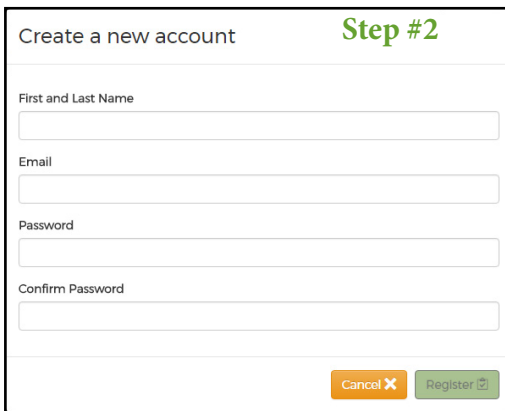 Create a new account
Step #2
First and Last Name
Email
Password
Confirm Password
Cancel
Register